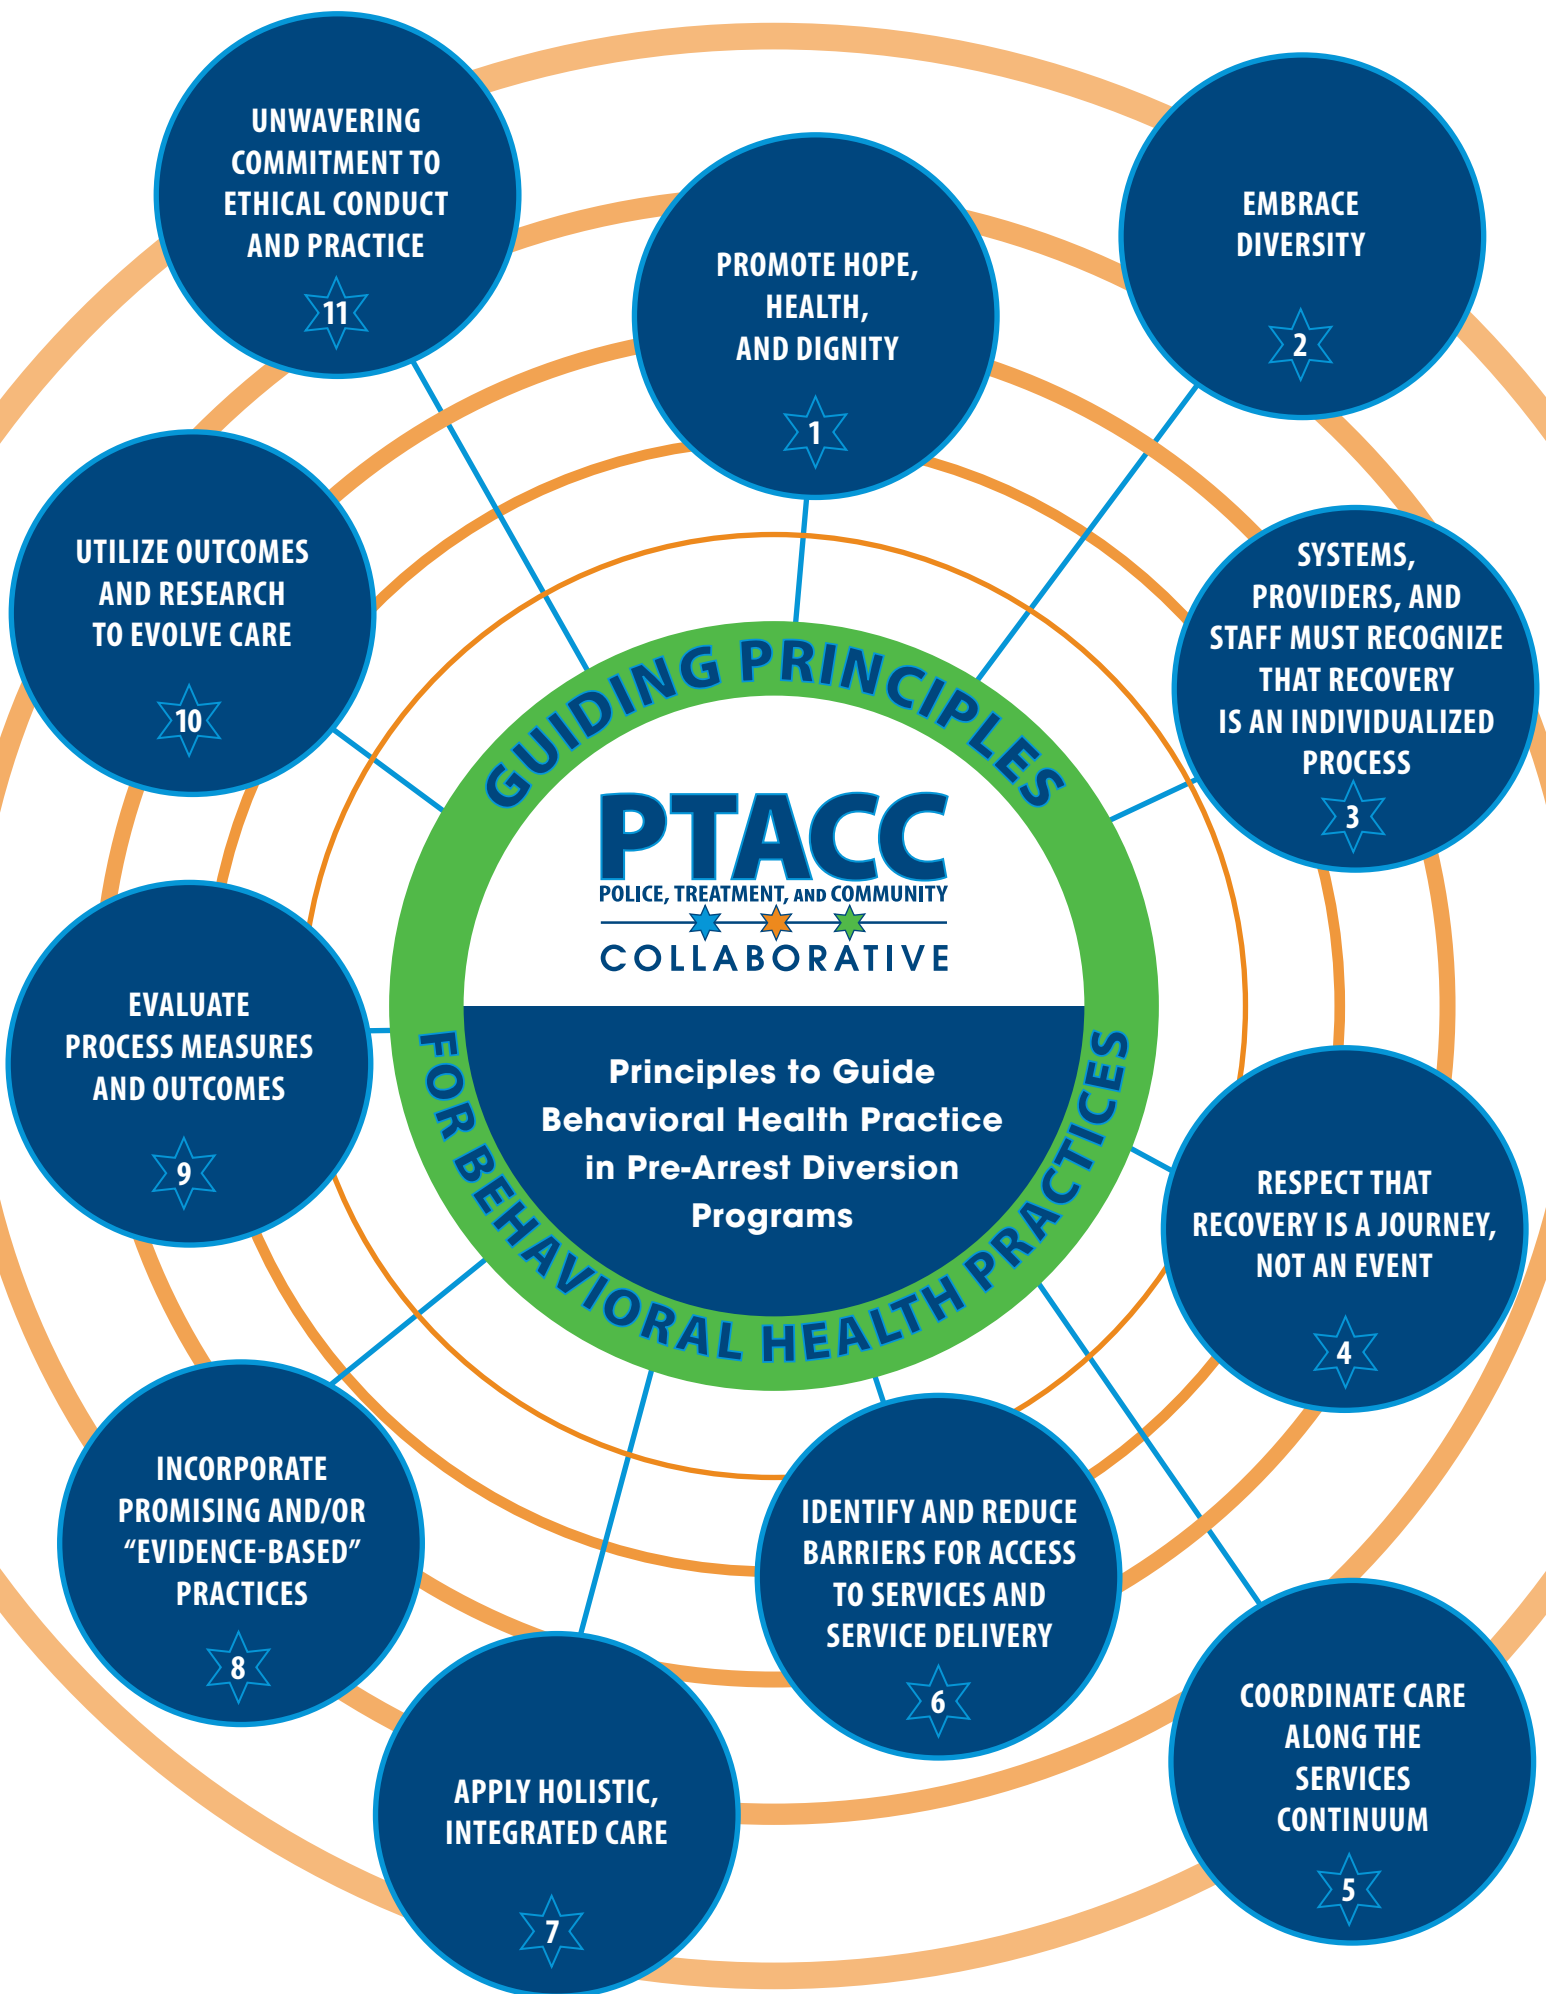 GUIDING PRINCIPLES
PTACC
POLICE, TREATMENT, AND COMMUNITY
COLLABORATIVE
Principles to Guide
Behavioral Health Practice
in Pre-Arrest Diversion
Programs
FOR BEHAVIORAL HEALTH PRACTICES
PROMOTE HOPE,
HEALTH,
AND DIGNITY
1
EMBRACE
DIVERSITY
2
SYSTEMS,
PROVIDERS, AND
STAFF MUST RECOGNIZE
THAT RECOVERY
IS AN INDIVIDUALIZED
PROCESS
3
RESPECT THAT
RECOVERY IS A JOURNEY,
NOT AN EVENT
4
COORDINATE CARE
ALONG THE
SERVICES
CONTINUUM
5
IDENTIFY AND REDUCE
BARRIERS FOR ACCESS
TO SERVICES AND
SERVICE DELIVERY
6
APPLY HOLISTIC,
INTEGRATED CARE
7
INCORPORATE
PROMISING AND/OR
“EVIDENCE-BASED”
PRACTICES
8
EVALUATE
PROCESS MEASURES
AND OUTCOMES
9
UTILIZE OUTCOMES
AND RESEARCH
TO EVOLVE CARE
10
UNWAVERING
COMMITMENT TO
ETHICAL CONDUCT
AND PRACTICE
11